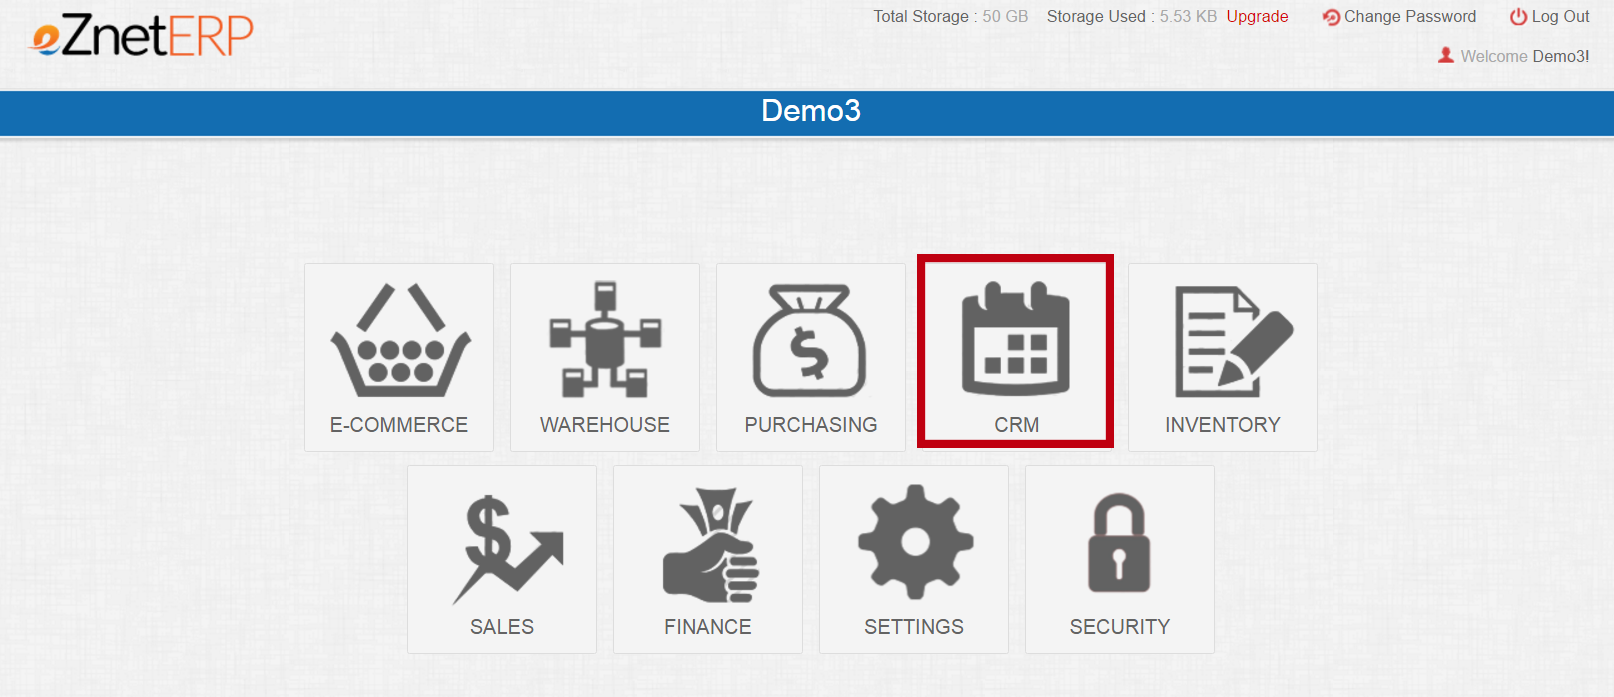 eZnetERP
Total Storage : 50 GB Storage Used : 5.53 KB Upgrade Change Password Log Out
Welcome Demo3!
Demo3
E-COMMERCE
WAREHOUSE
PURCHASING
CRM
INVENTORY
SALES
FINANCE
SETTINGS
SECURITY